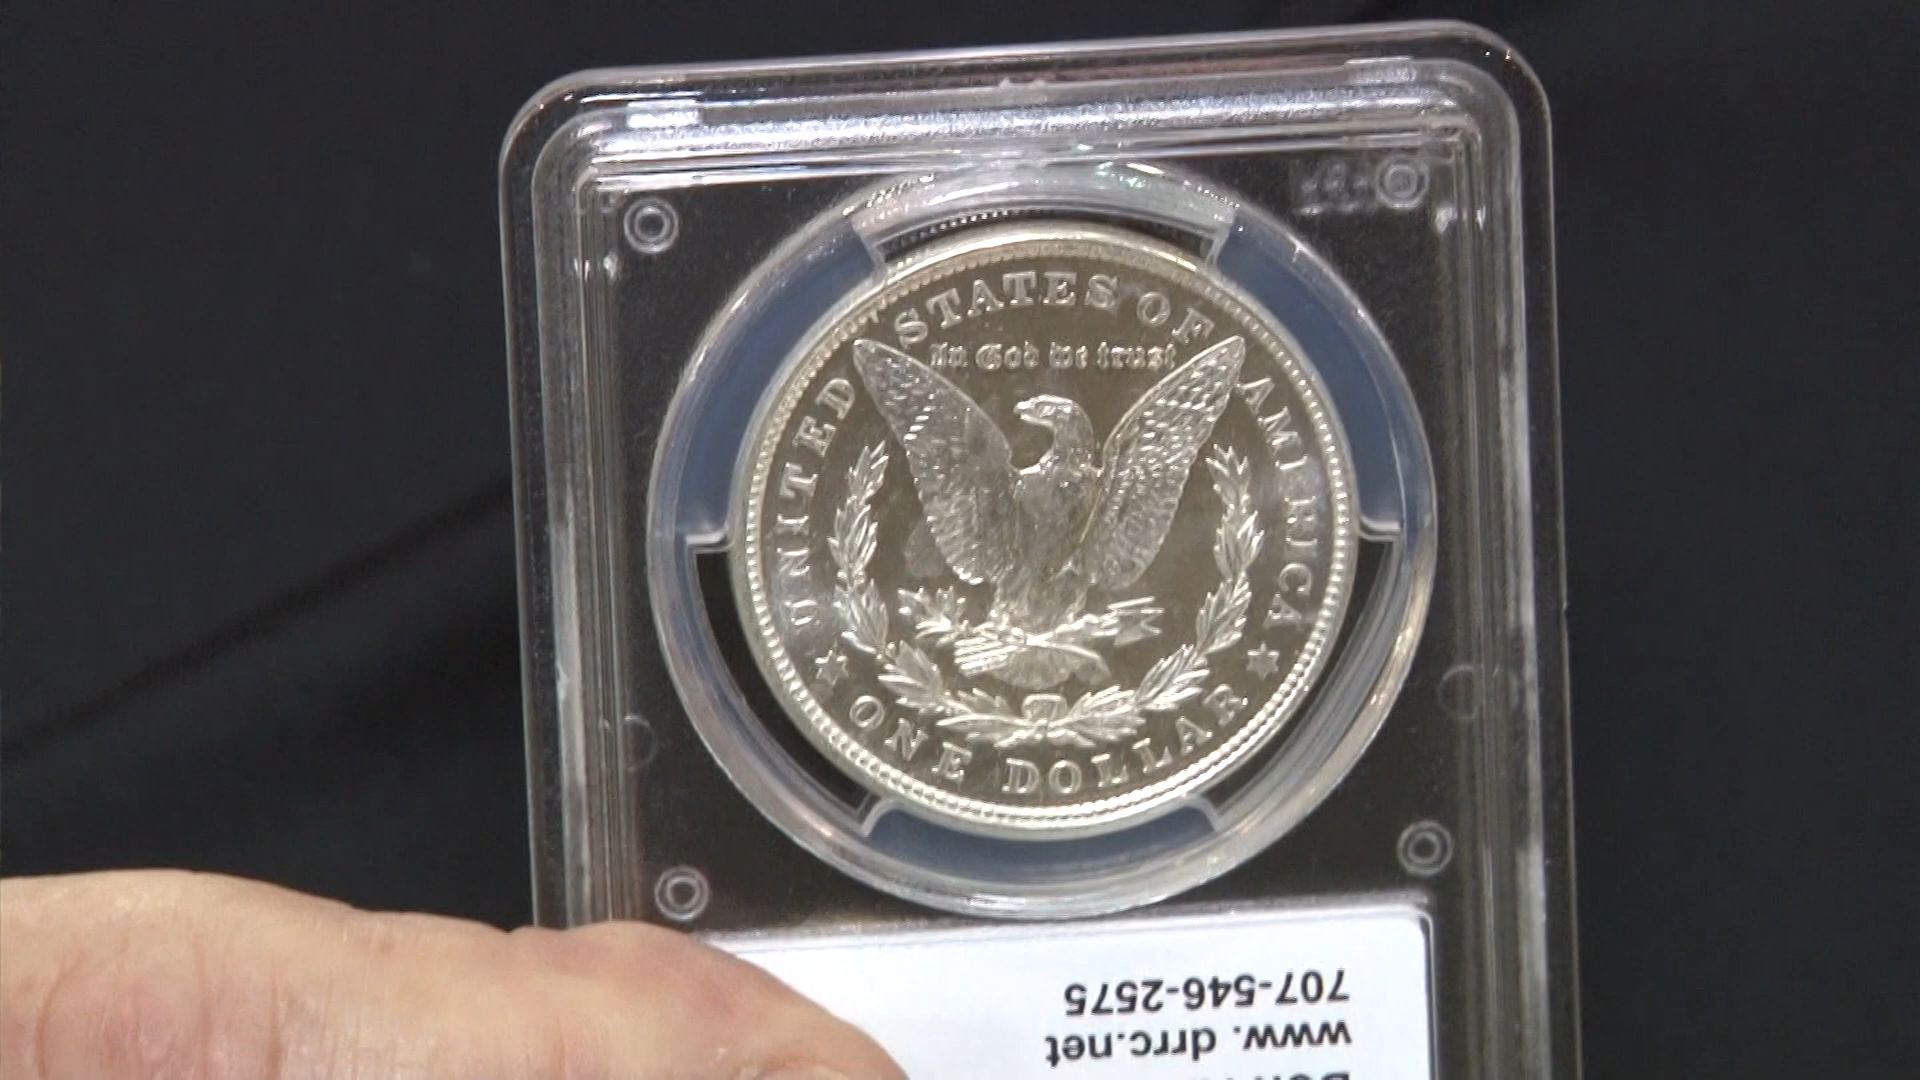 UNITED STATES OF AMERICA
In God we trust
ONE DOLLAR
www. drrc.net
707-546-2575